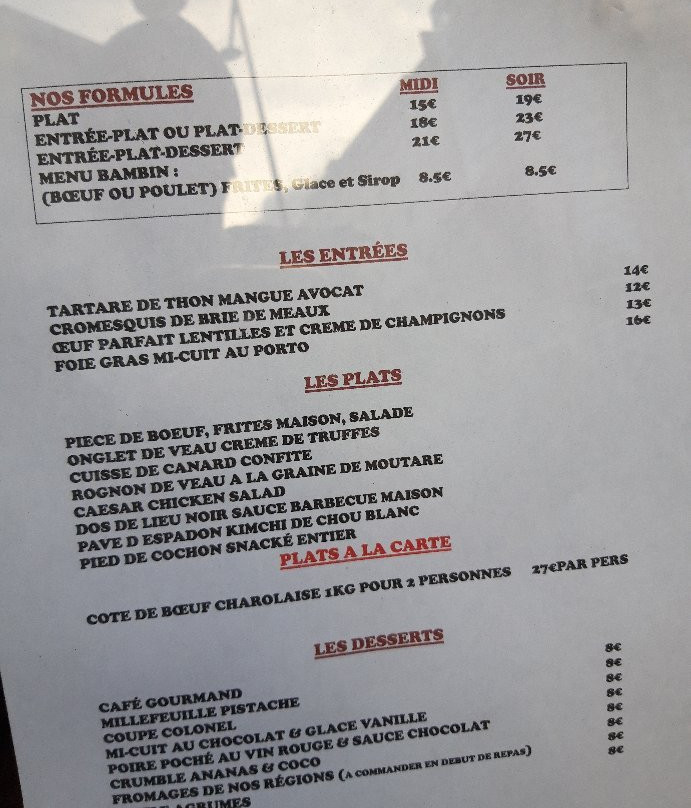 NOS FORMULES MIDI SOIR
PLAT 15€ 19€
ENTRÉE-PLAT OU PLAT-DESSERT 18€ 23€
ENTRÉE-PLAT-DESSERT 21€ 27€
MENU BAMBIN :
(BŒUF OU POULET) FRITES, Glace et Sirop 8.5€ 8.5€
LES ENTRÉES
TARTARE DE THON MANGUE AVOCAT 14€
CROMESQUIS DE BRIE DE MEAUX 12€
ŒUF PARFAIT LENTILLES ET CREME DE CHAMPIGNONS 13€
FOIE GRAS MI-CUIT AU PORTO 16€
LES PLATS
PIECE DE BOEUF, FRITES MAISON, SALADE
ONGLET DE VEAU CREME DE TRUFFES
CUISSE DE CANARD CONFITE
ROGNON DE VEAU A LA GRAINE DE MOUTARE
CAESAR CHICKEN SALAD
DOS DE LIEU NOIR SAUCE BARBECUE MAISON
PAVE D ESPADON KIMCHI DE CHOU BLANC
PIED DE COCHON SNACKÉ ENTIER
PLATS A LA CARTE
COTE DE BŒUF CHAROLAISE 1KG POUR 2 PERSONNES 27€PAR PERS
LES DESSERTS
CAFÉ GOURMAND 8€
MILLEFEUILLE PISTACHE 8€
COUPE COLONEL 8€
MI-CUIT AU CHOCOLAT & GLACE VANILLE 8€
POIRE POCHÉ AU VIN ROUGE & SAUCE CHOCOLAT 8€
CRUMBLE ANANAS & COCO 8€
FROMAGES DE NOS RÉGIONS (A COMMANDER EN DEBUT DE REPAS) 8€
AGRUMES